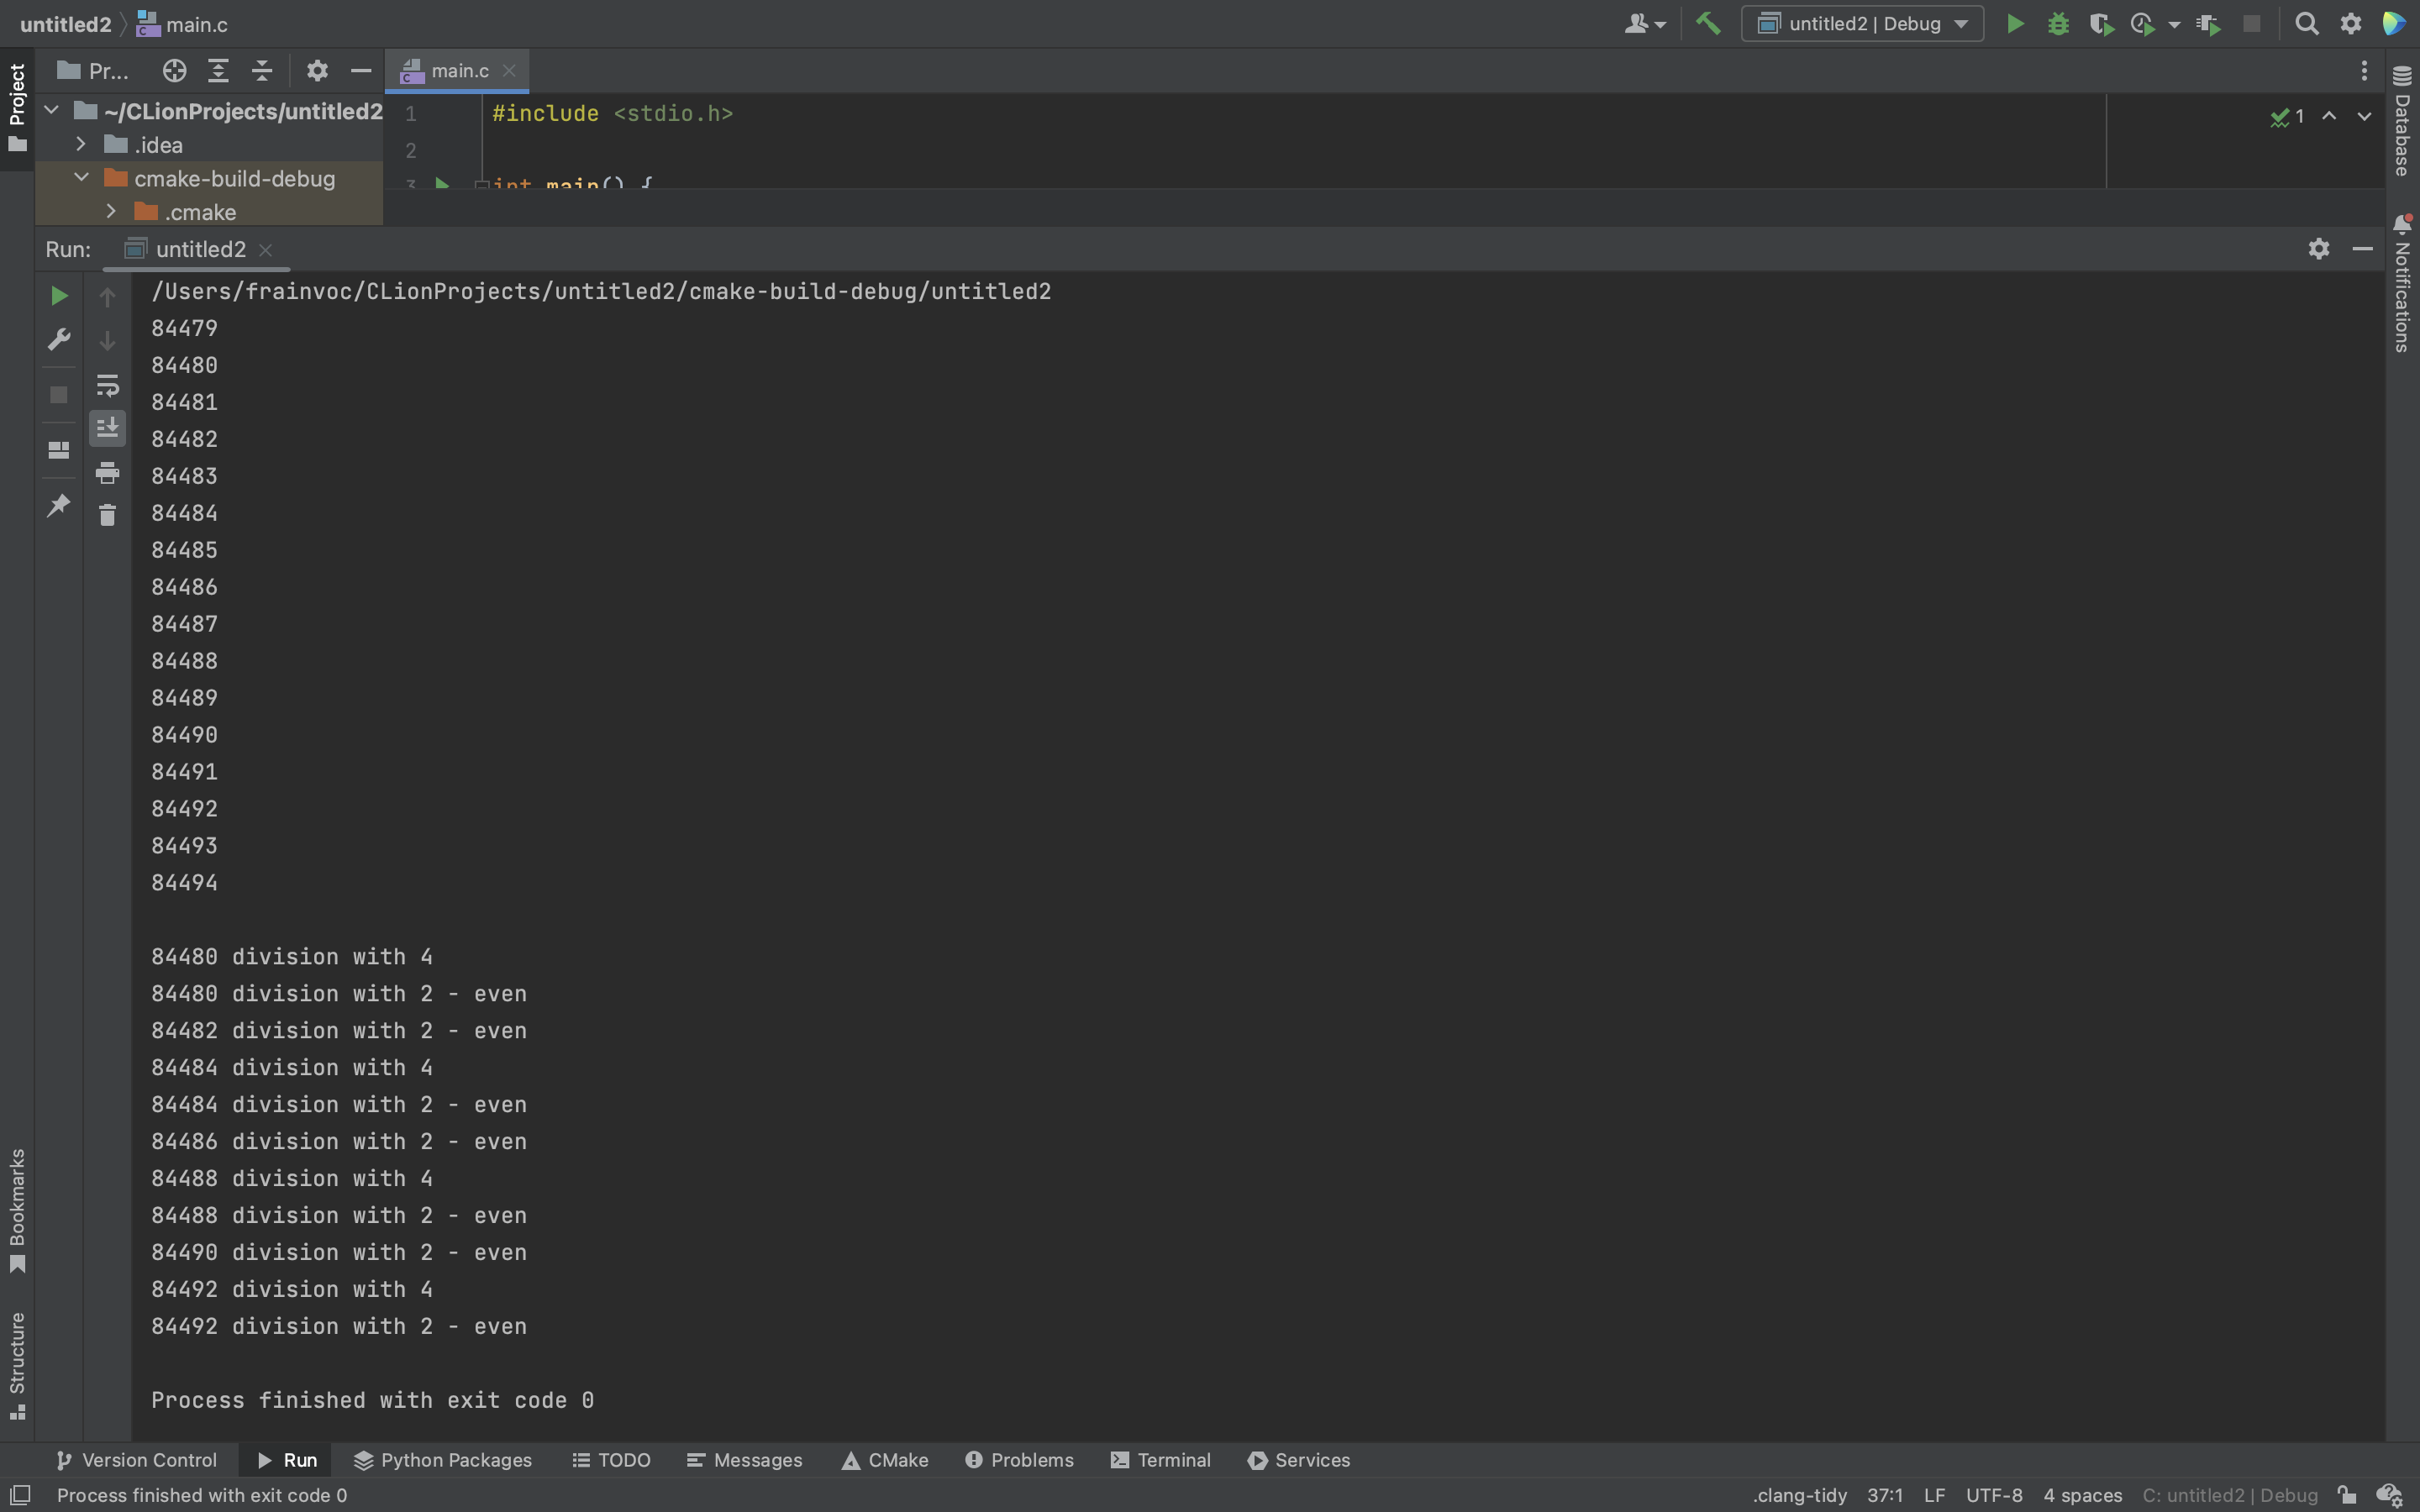 untitled2 main.c untitled2 | Debug
Project
Pr... main.c
~/CLionProjects/untitled2
.idea
cmake-build-debug
.cmake
1 #include <stdio.h>
2
3 int main() {
1
Database
Notifications
Run: untitled2
/Users/frainvoc/CLionProjects/untitled2/cmake-build-debug/untitled2
84479
84480
84481
84482
84483
84484
84485
84486
84487
84488
84489
84490
84491
84492
84493
84494
84480 division with 4
84480 division with 2 - even
84482 division with 2 - even
84484 division with 4
84484 division with 2 - even
84486 division with 2 - even
84488 division with 4
84488 division with 2 - even
84490 division with 2 - even
84492 division with 4
84492 division with 2 - even
Process finished with exit code 0
Bookmarks
Structure
Version Control Run Python Packages TODO Messages CMake Problems Terminal Services
Process finished with exit code 0 .clang-tidy 37:1 LF UTF-8 4 spaces C: untitled2 | Debug